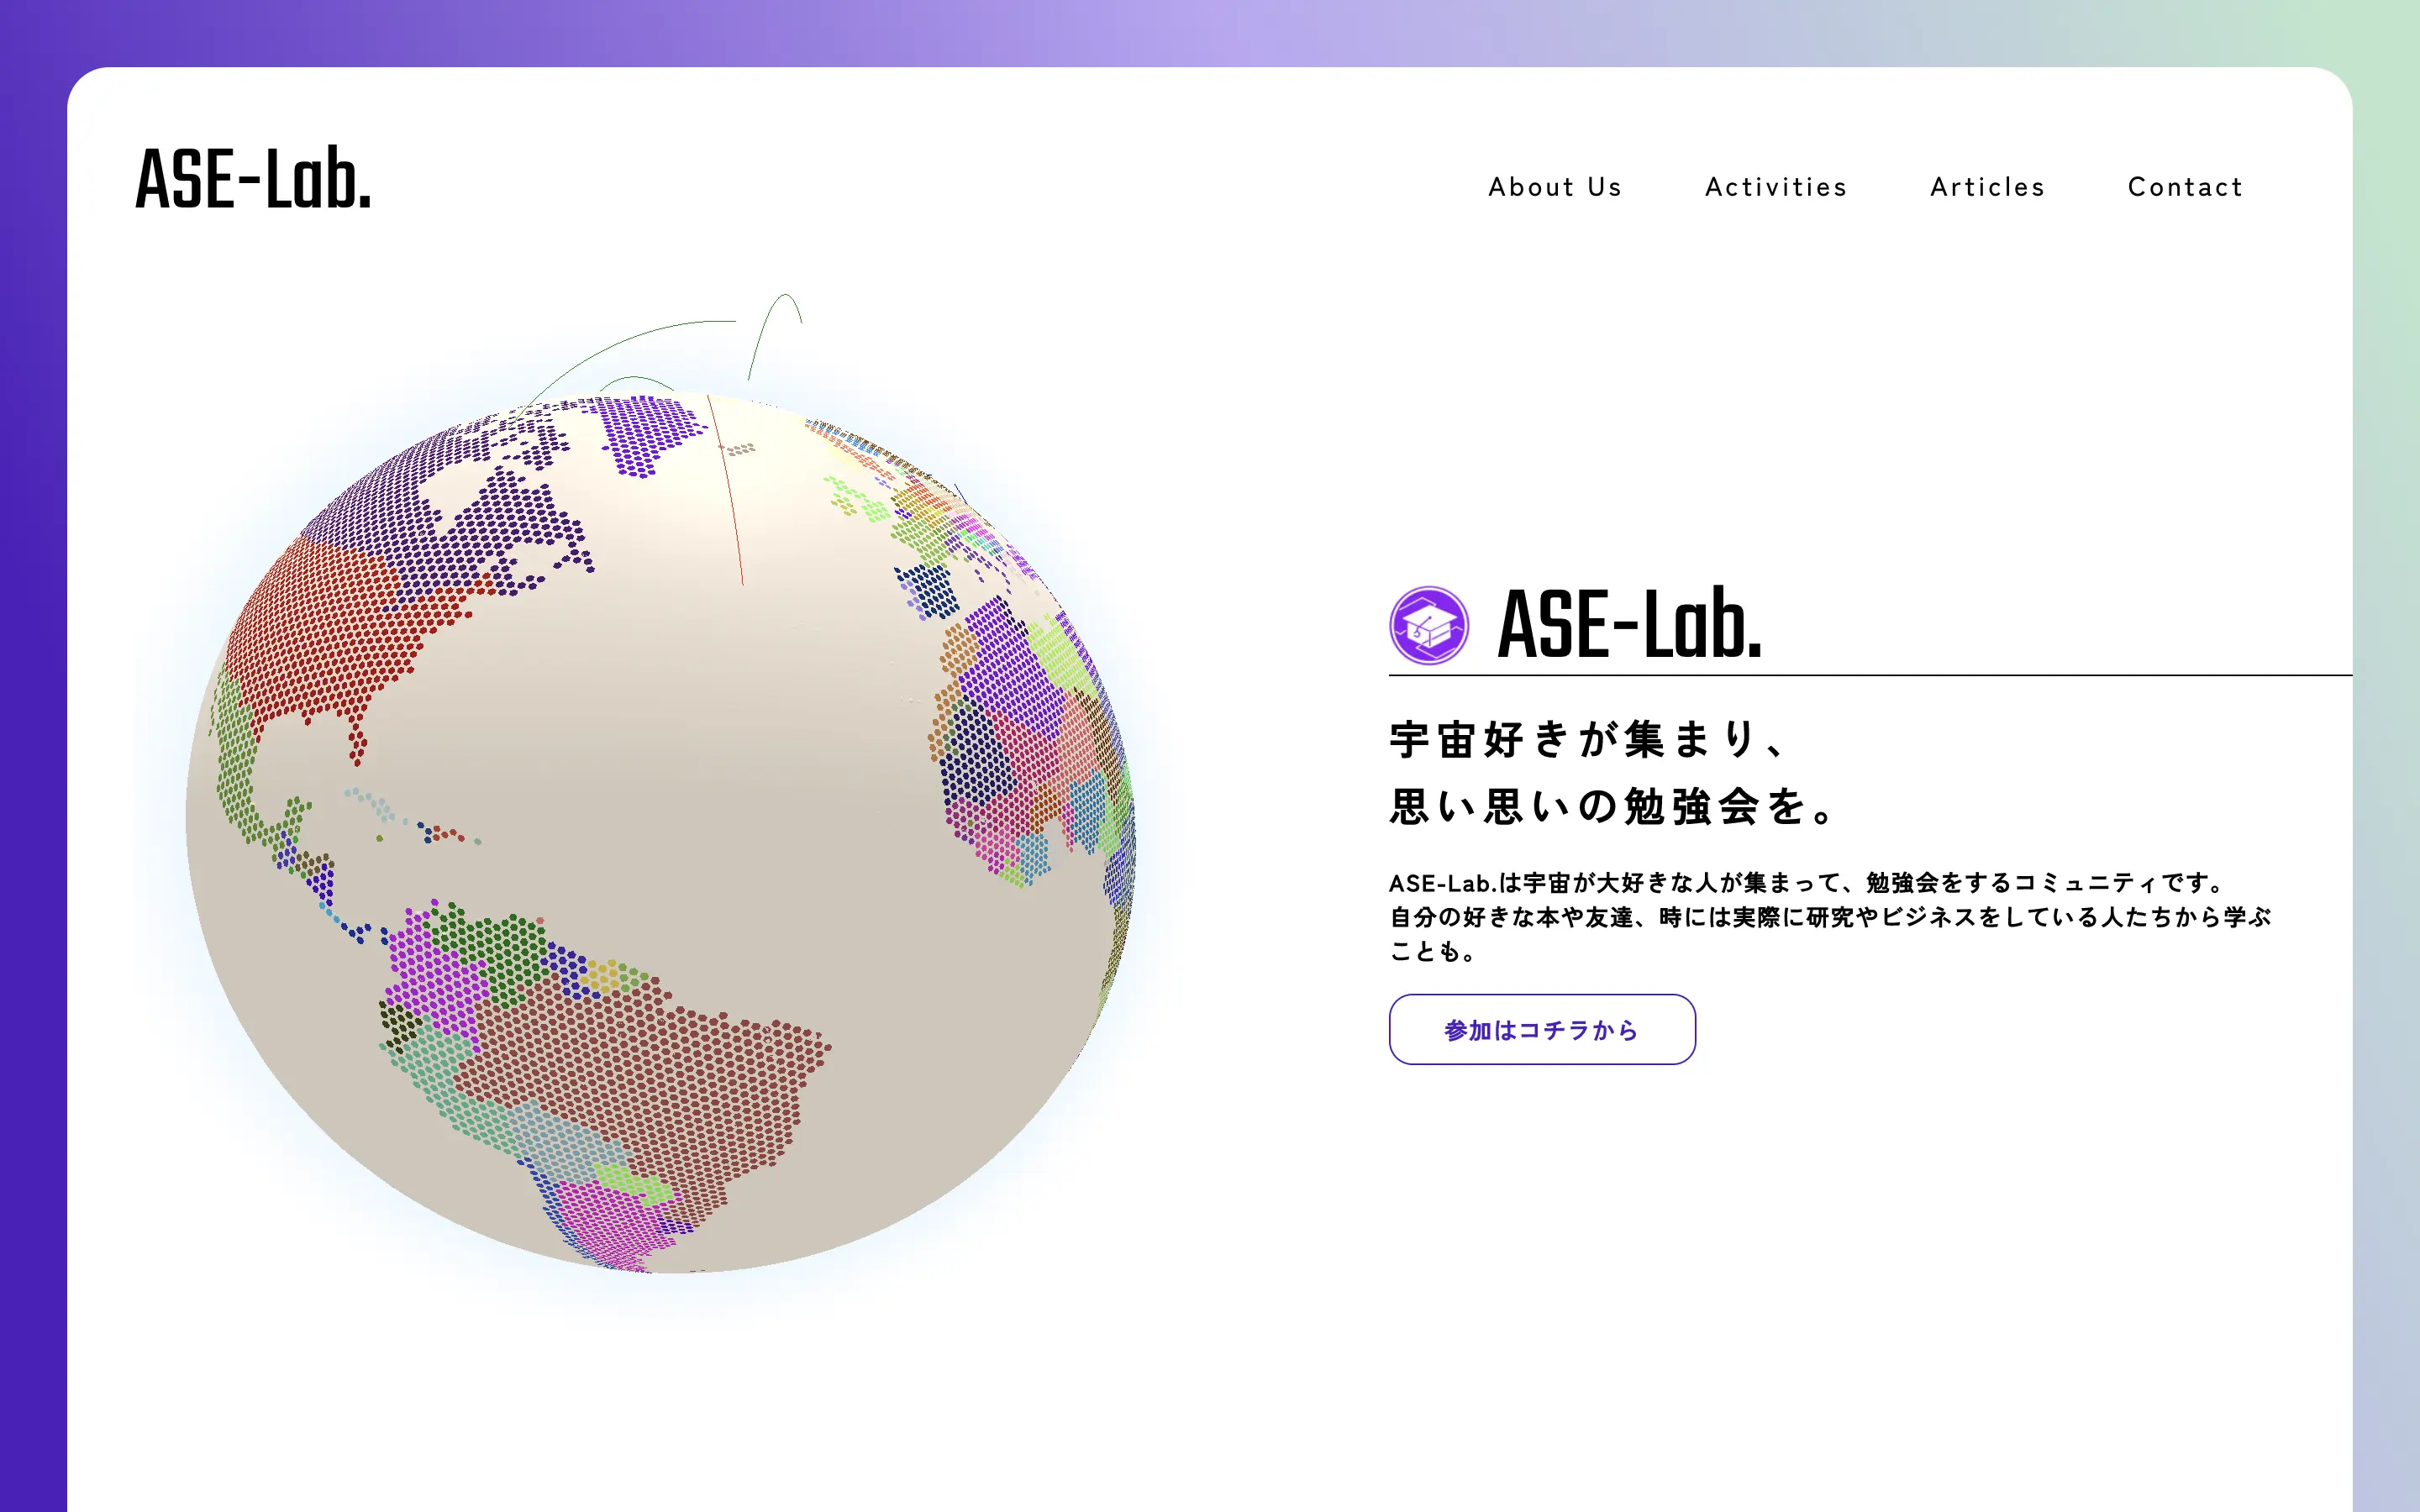 ASE-Lab.
About Us
Activities
Articles
Contact
ASE-Lab.
宇宙好きが集まり、
思い思いの勉強会を。
ASE-Lab.は宇宙が大好きな人が集まって、勉強会をするコミュニティです。
自分の好きな本や友達、時には実際に研究やビジネスをしている人たちから学ぶ
ことも。
参加はコチラから